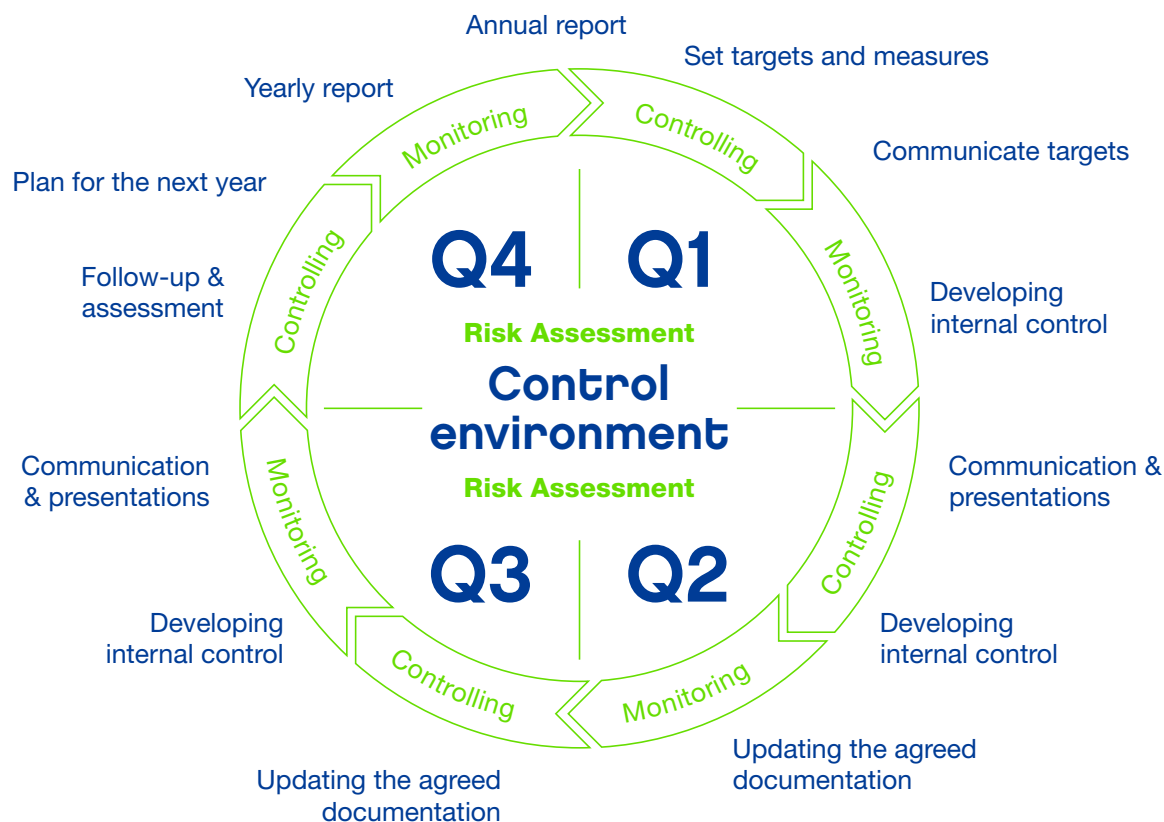 Annual report
Set targets and measures
Yearly report
Monitoring
Controlling
Communicate targets
Plan for the next year
Controlling
Monitoring
Q4
Q1
Follow-up &
assessment
Developing
internal control
Risk Assessment
Control
environment
Risk Assessment
Communication
& presentations
Communication &
presentations
Monitoring
Controlling
Q3
Q2
Developing
internal control
Developing
internal control
Controlling
Monitoring
Updating the agreed
documentation
Updating the agreed
documentation